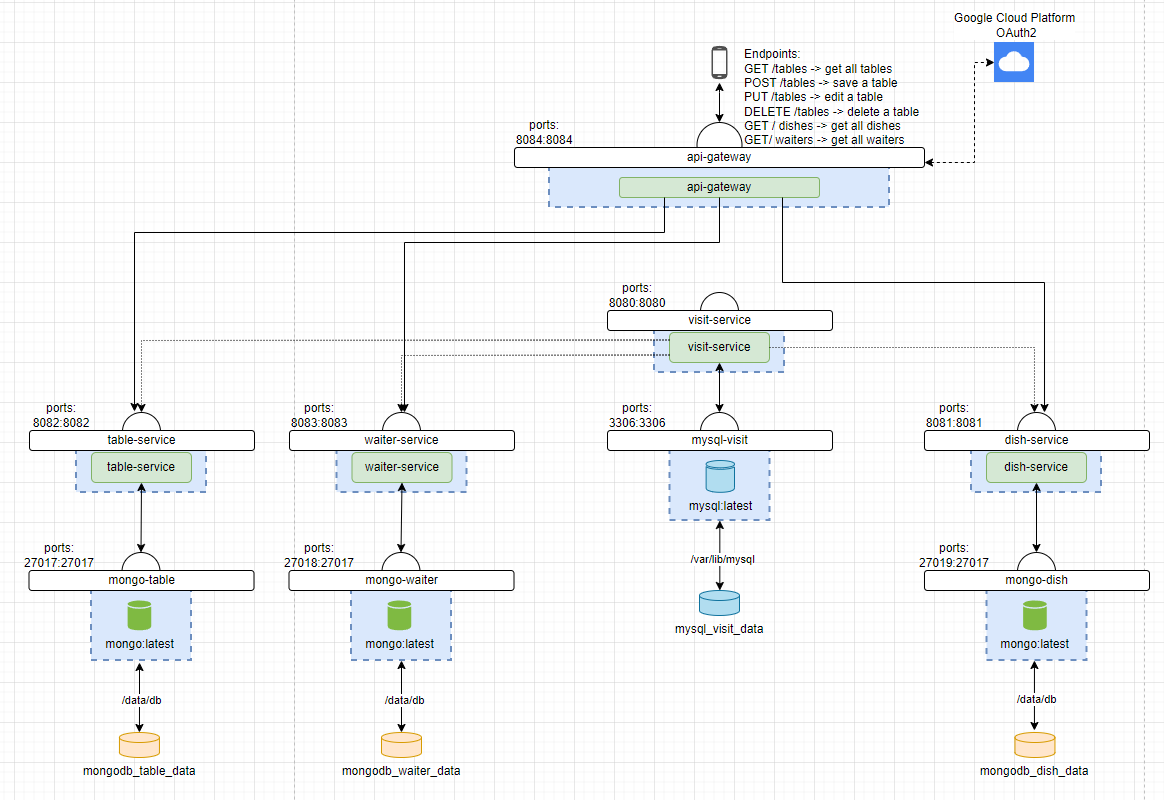 Google Cloud Platform
OAuth2
Endpoints:
GET /tables -> get all tables
POST /tables -> save a table
PUT /tables -> edit a table
DELETE /tables -> delete a table
GET / dishes -> get all dishes
GET/ waiters -> get all waiters
ports:
8084:8084
api-gateway
api-gateway
ports:
8080:8080
visit-service
visit-service
ports:
8082:8082
table-service
table-service
ports:
8083:8083
waiter-service
waiter-service
ports:
3306:3306
mysql-visit
mysql:latest
ports:
8081:8081
dish-service
dish-service
ports:
27017:27017
mongo-table
mongo:latest
ports:
27018:27017
mongo-waiter
mongo:latest
/var/lib/mysql
mysql_visit_data
ports:
27019:27017
mongo-dish
mongo:latest
/data/db
mongodb_table_data
/data/db
mongodb_waiter_data
/data/db
mongodb_dish_data